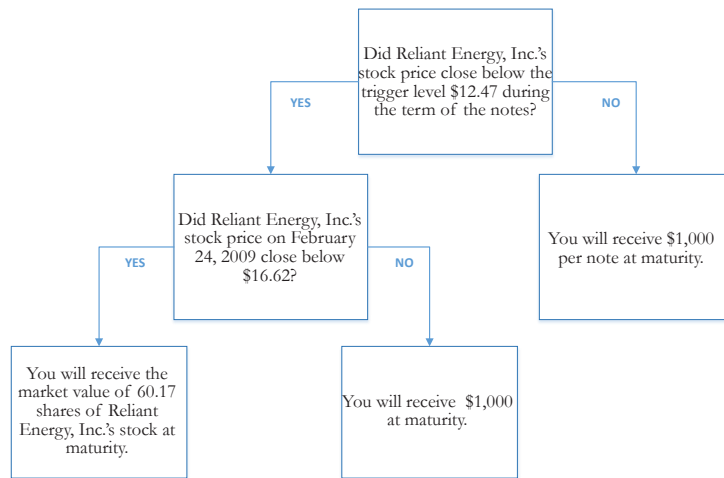 Did Reliant Energy, Inc.'s
stock price close below the
trigger level $12.47 during
the term of the notes?
YES
NO
Did Reliant Energy, Inc.'s
stock price on February
24, 2009 close below
$16.62?
You will receive $1,000
per note at maturity.
YES
NO
You will receive the
market value of 60.17
shares of Reliant
Energy, Inc.'s stock at
maturity.
You will receive $1,000
at maturity.